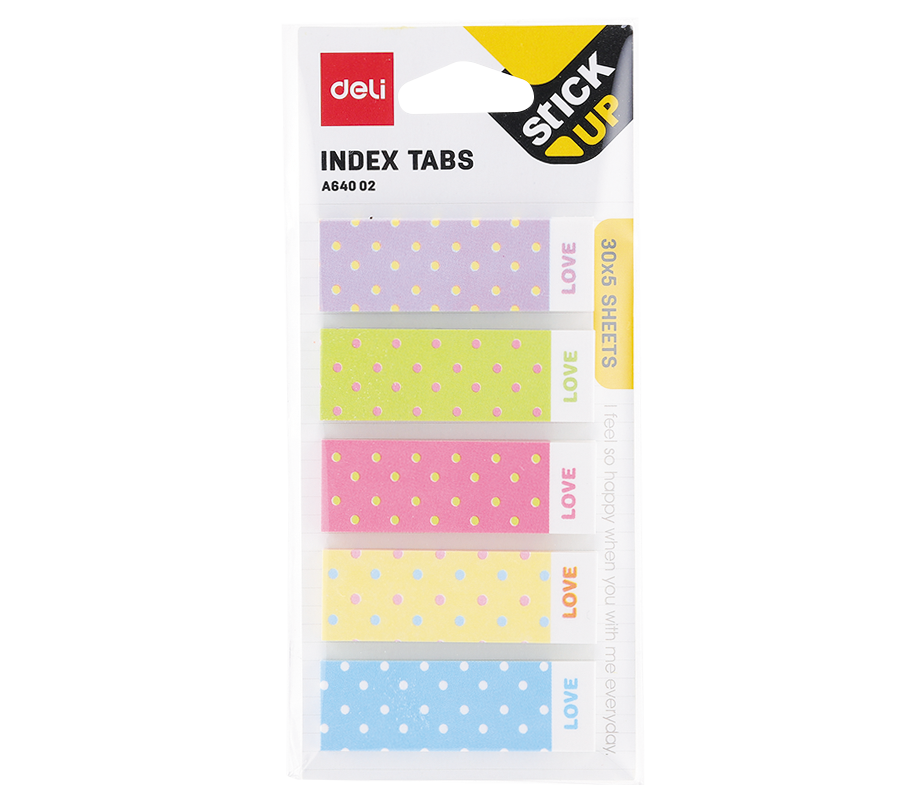 deli
STICK
UP
INDEX TABS
A640 02
30x5 SHEETS
LOVE
LOVE
LOVE
LOVE
LOVE
I feel so happy when you with me everyday.